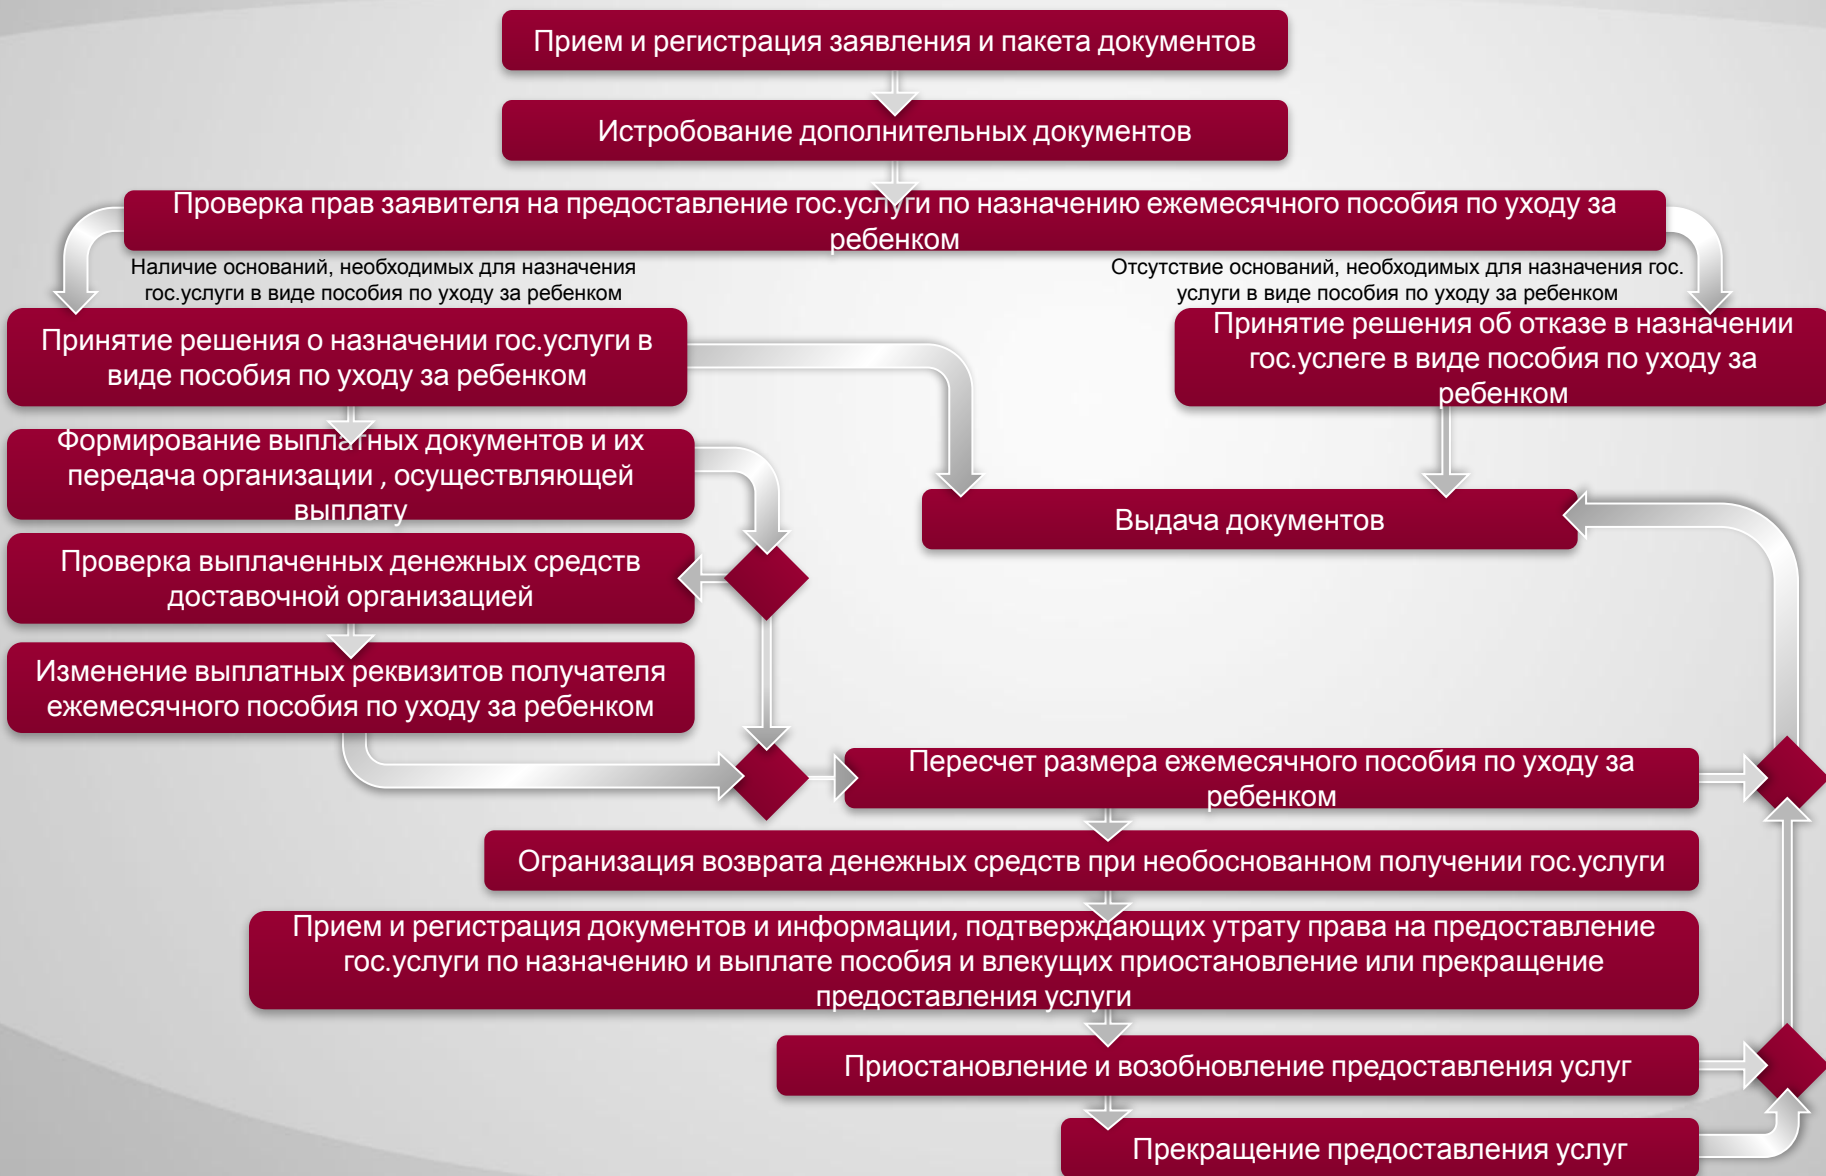 Прием и регистрация заявления и пакета документов
Истробование дополнительных документов
Проверка прав заявителя на предоставление гос.услуги по назначению ежемесячного пособия по уходу за
ребенком
Наличие оснований, необходимых для назначения
гос.услуги в виде пособия по уходу за ребенком
Отсутствие оснований, необходимых для назначения гос.
услуги в виде пособия по уходу за ребенком
Принятие решения о назначении гос.услуги в
виде пособия по уходу за ребенком
Принятие решения об отказе в назначении
гос.услеге в виде пособия по уходу за
ребенком
Формирование выплатных документов и их
передача организации , осуществляющей
выплату
Выдача документов
Проверка выплаченных денежных средств
доставочной организацией
Изменение выплатных реквизитов получателя
ежемесячного пособия по уходу за ребенком
Пересчет размера ежемесячного пособия по уходу за
ребенком
Огранизация возврата денежных средств при необоснованном получении гос.услуги
Прием и регистрация документов и информации, подтверждающих утрату права на предоставление
гос.услуги по назначению и выплате пособия и влекущих приостановление или прекращение
предоставления услуги
Приостановление и возобновление предоставления услуг
Прекращение предоставления услуг